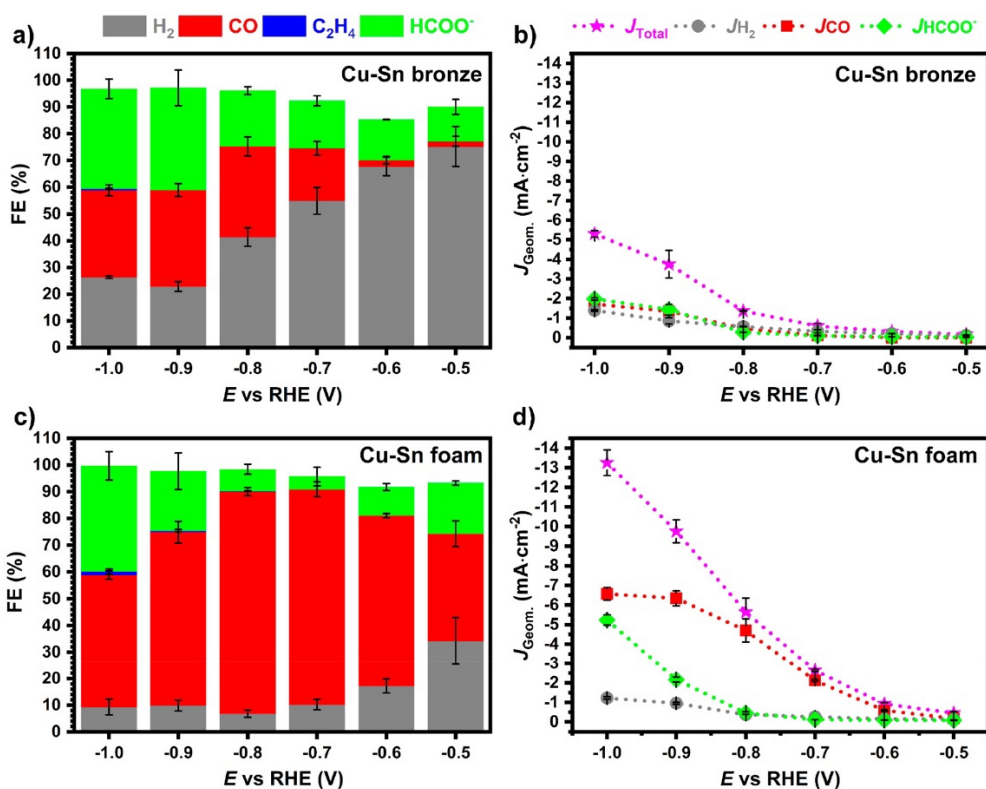 H₂ CO C₂H₄ HCOO⁻
J_Total J_H₂ J_CO J_HCOO⁻
a)
Cu-Sn bronze
FE (%)
110
100
90
80
70
60
50
40
30
20
10
0
-1.0 -0.9 -0.8 -0.7 -0.6 -0.5
E vs RHE (V)
b)
Cu-Sn bronze
J_Geom. (mA·cm⁻²)
-14
-13
-12
-11
-10
-9
-8
-7
-6
-5
-4
-3
-2
-1
0
-1.0 -0.9 -0.8 -0.7 -0.6 -0.5
E vs RHE (V)
c)
Cu-Sn foam
FE (%)
110
100
90
80
70
60
50
40
30
20
10
0
-1.0 -0.9 -0.8 -0.7 -0.6 -0.5
E vs RHE (V)
d)
Cu-Sn foam
J_Geom. (mA·cm⁻²)
-14
-13
-12
-11
-10
-9
-8
-7
-6
-5
-4
-3
-2
-1
0
-1.0 -0.9 -0.8 -0.7 -0.6 -0.5
E vs RHE (V)